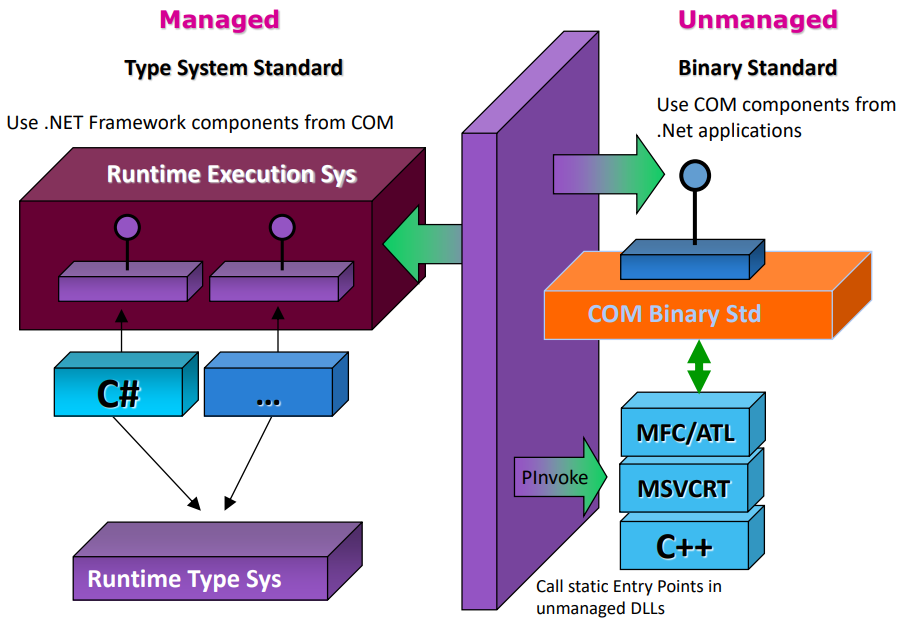 Managed
Unmanaged
Type System Standard
Binary Standard
Use .NET Framework components from COM
Use COM components from
.Net applications
Runtime Execution Sys
COM Binary Std
C#
...
MFC/ATL
PInvoke
MSVCRT
C++
Runtime Type Sys
Call static Entry Points in
unmanaged DLLs